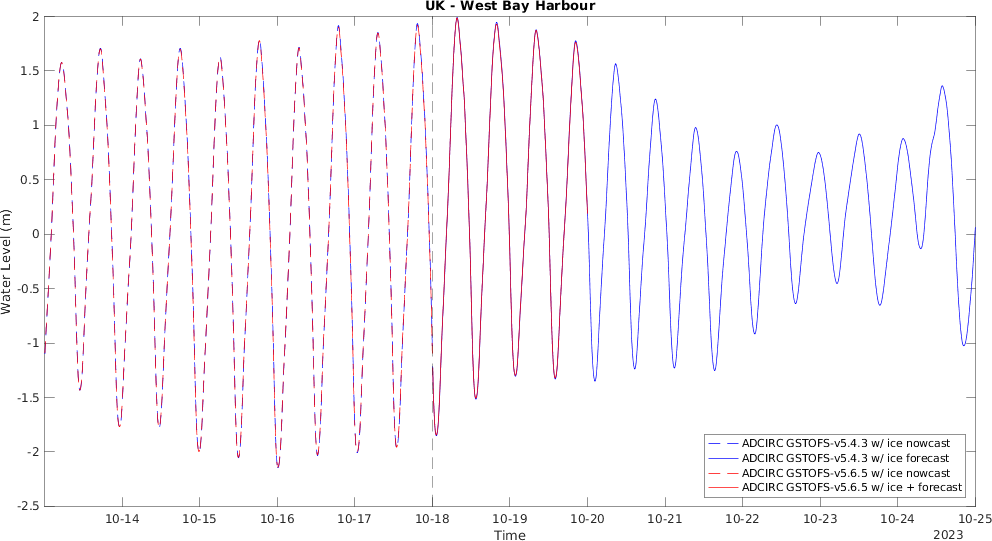 UK - West Bay Harbour
2
1.5
1
0.5
0
-0.5
-1
-1.5
-2
-2.5
Water Level (m)
ADCIRC GSTOFS-v5.4.3 w/ ice nowcast
ADCIRC GSTOFS-v5.4.3 w/ ice forecast
ADCIRC GSTOFS-v5.6.5 w/ ice nowcast
ADCIRC GSTOFS-v5.6.5 w/ ice + forecast
10-14 10-15 10-16 10-17 10-18 10-19 10-20 10-21 10-22 10-23 10-24 10-25
Time
2023